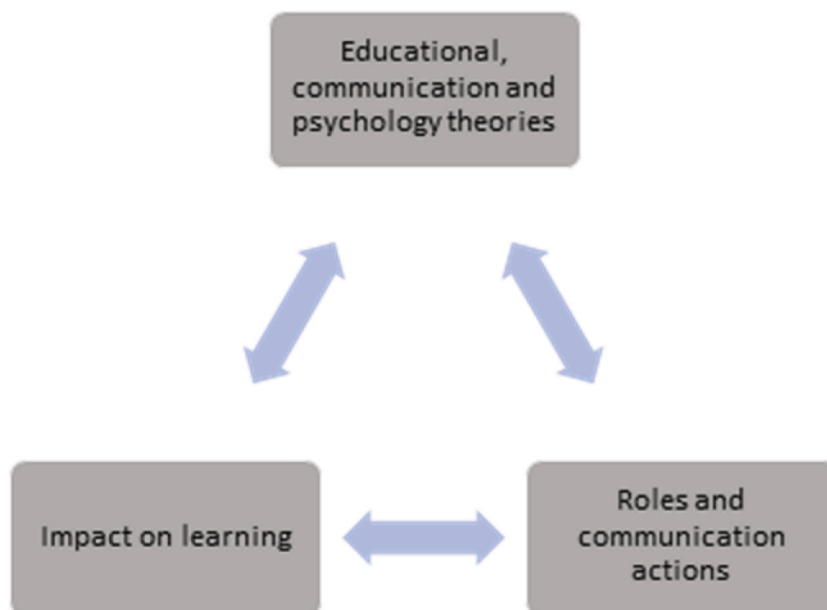 Educational,
communication and
psychology theories
Impact on learning
Roles and
communication
actions